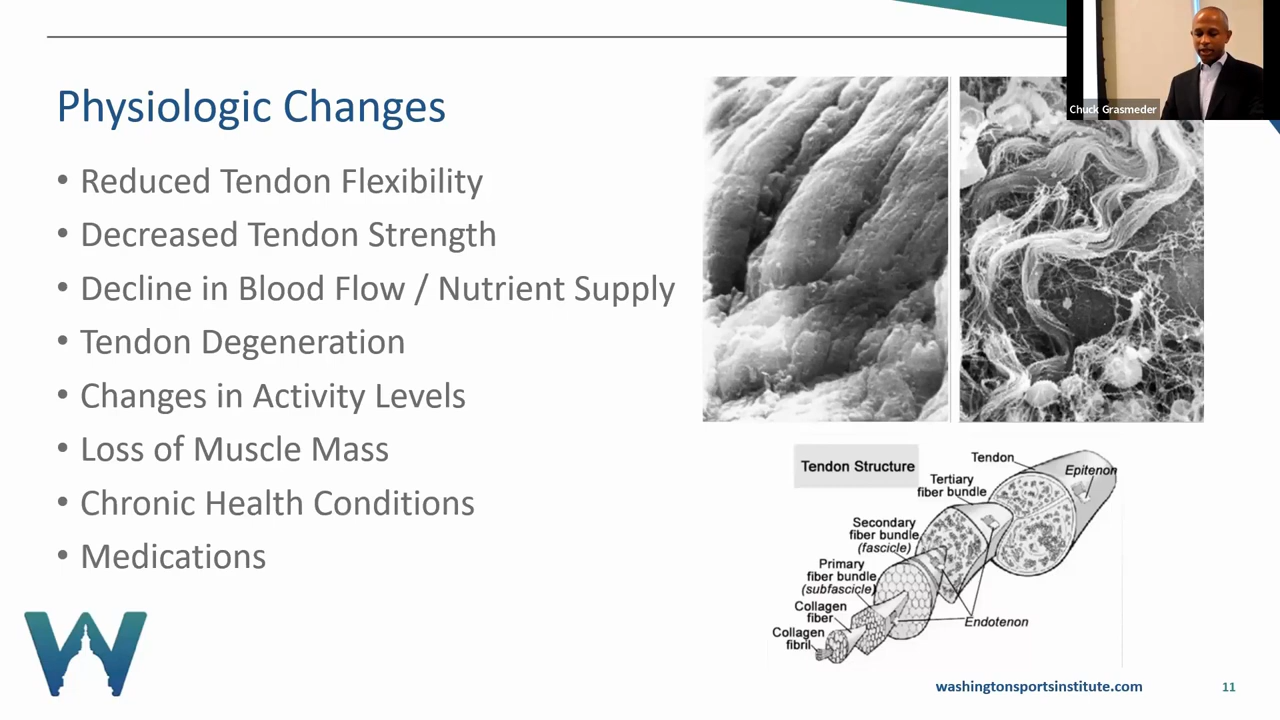 Chuck Grasmeder
Physiologic Changes
• Reduced Tendon Flexibility
• Decreased Tendon Strength
• Decline in Blood Flow / Nutrient Supply
• Tendon Degeneration
• Changes in Activity Levels
• Loss of Muscle Mass
• Chronic Health Conditions
• Medications
Tendon Structure
Tendon
Epitenon
Tertiary
fiber bundle
Secondary
fiber bundle
(fascicle)
Primary
fiber bundle
(subfascicle)
Collagen
fiber
Collagen
fibril
Endotenon
W
washingtonsportsinstitute.com
11